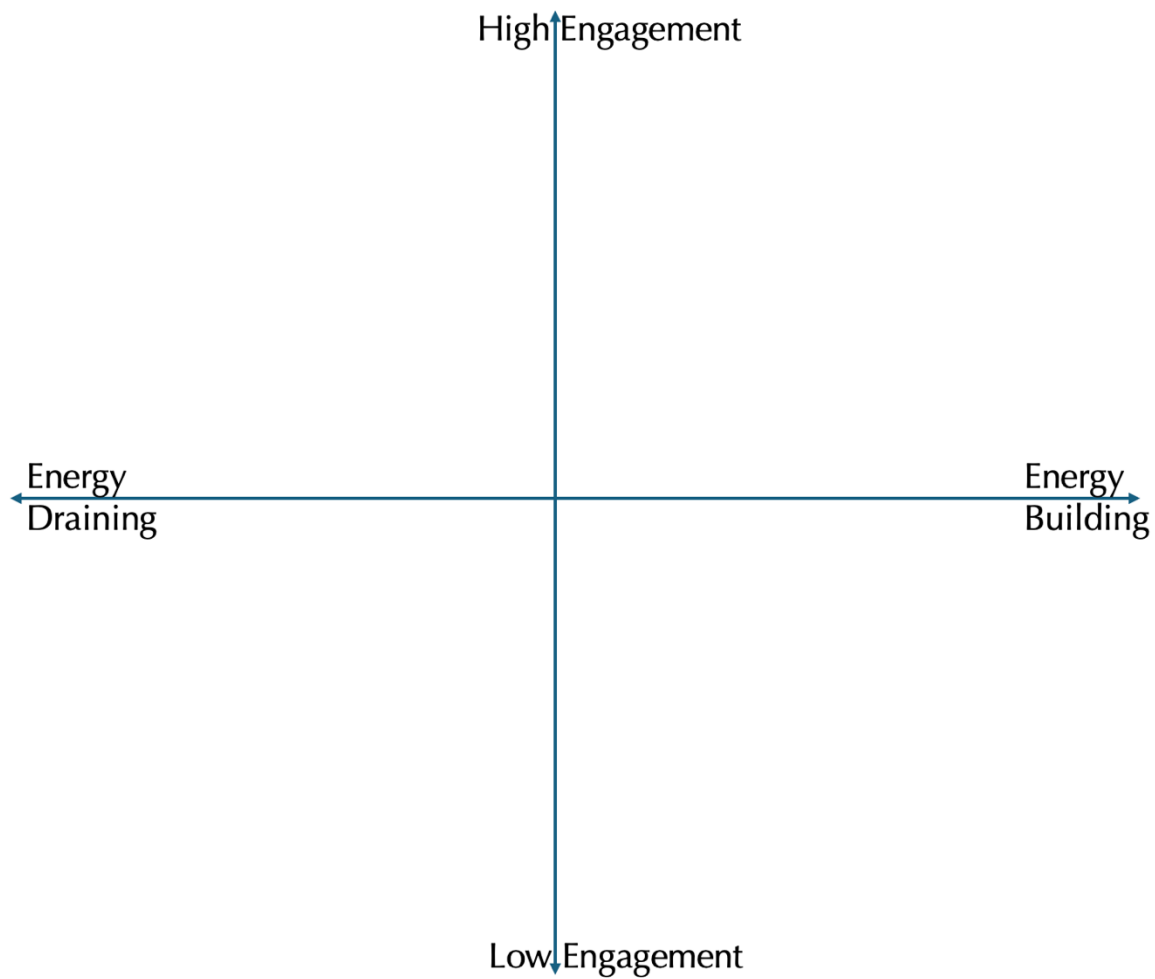 High Engagement
Energy
Draining
Energy
Building
Low Engagement